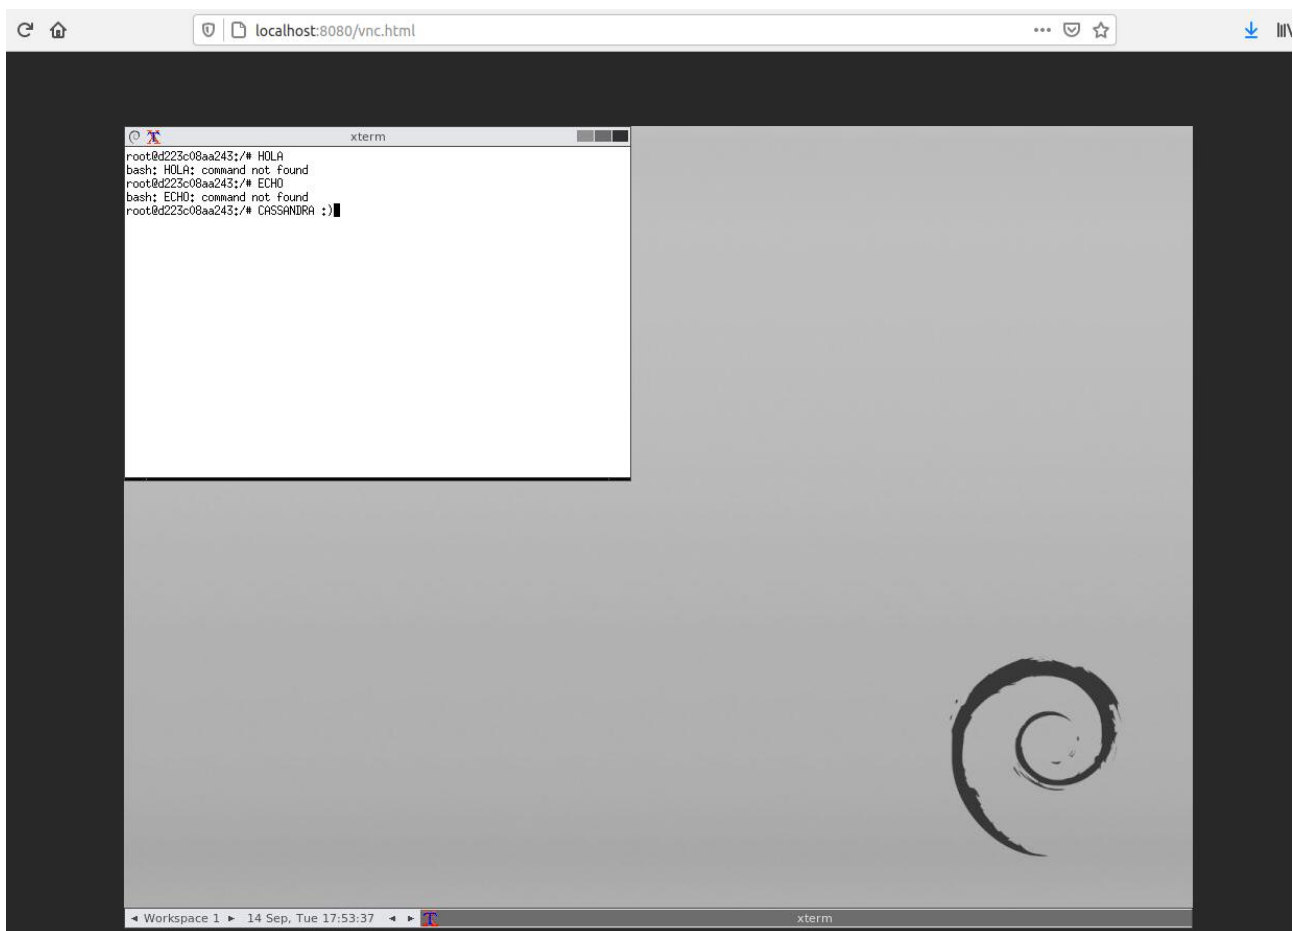 localhost:8080/vnc.html
xterm
root@d223c08aa243:/# HOLA
bash: HOLA: command not found
root@d223c08aa243:/# ECHO
bash: ECHO: command not found
root@d223c08aa243:/# CASSANDRA :)
Workspace 1 14 Sep, Tue 17:53:37 xterm